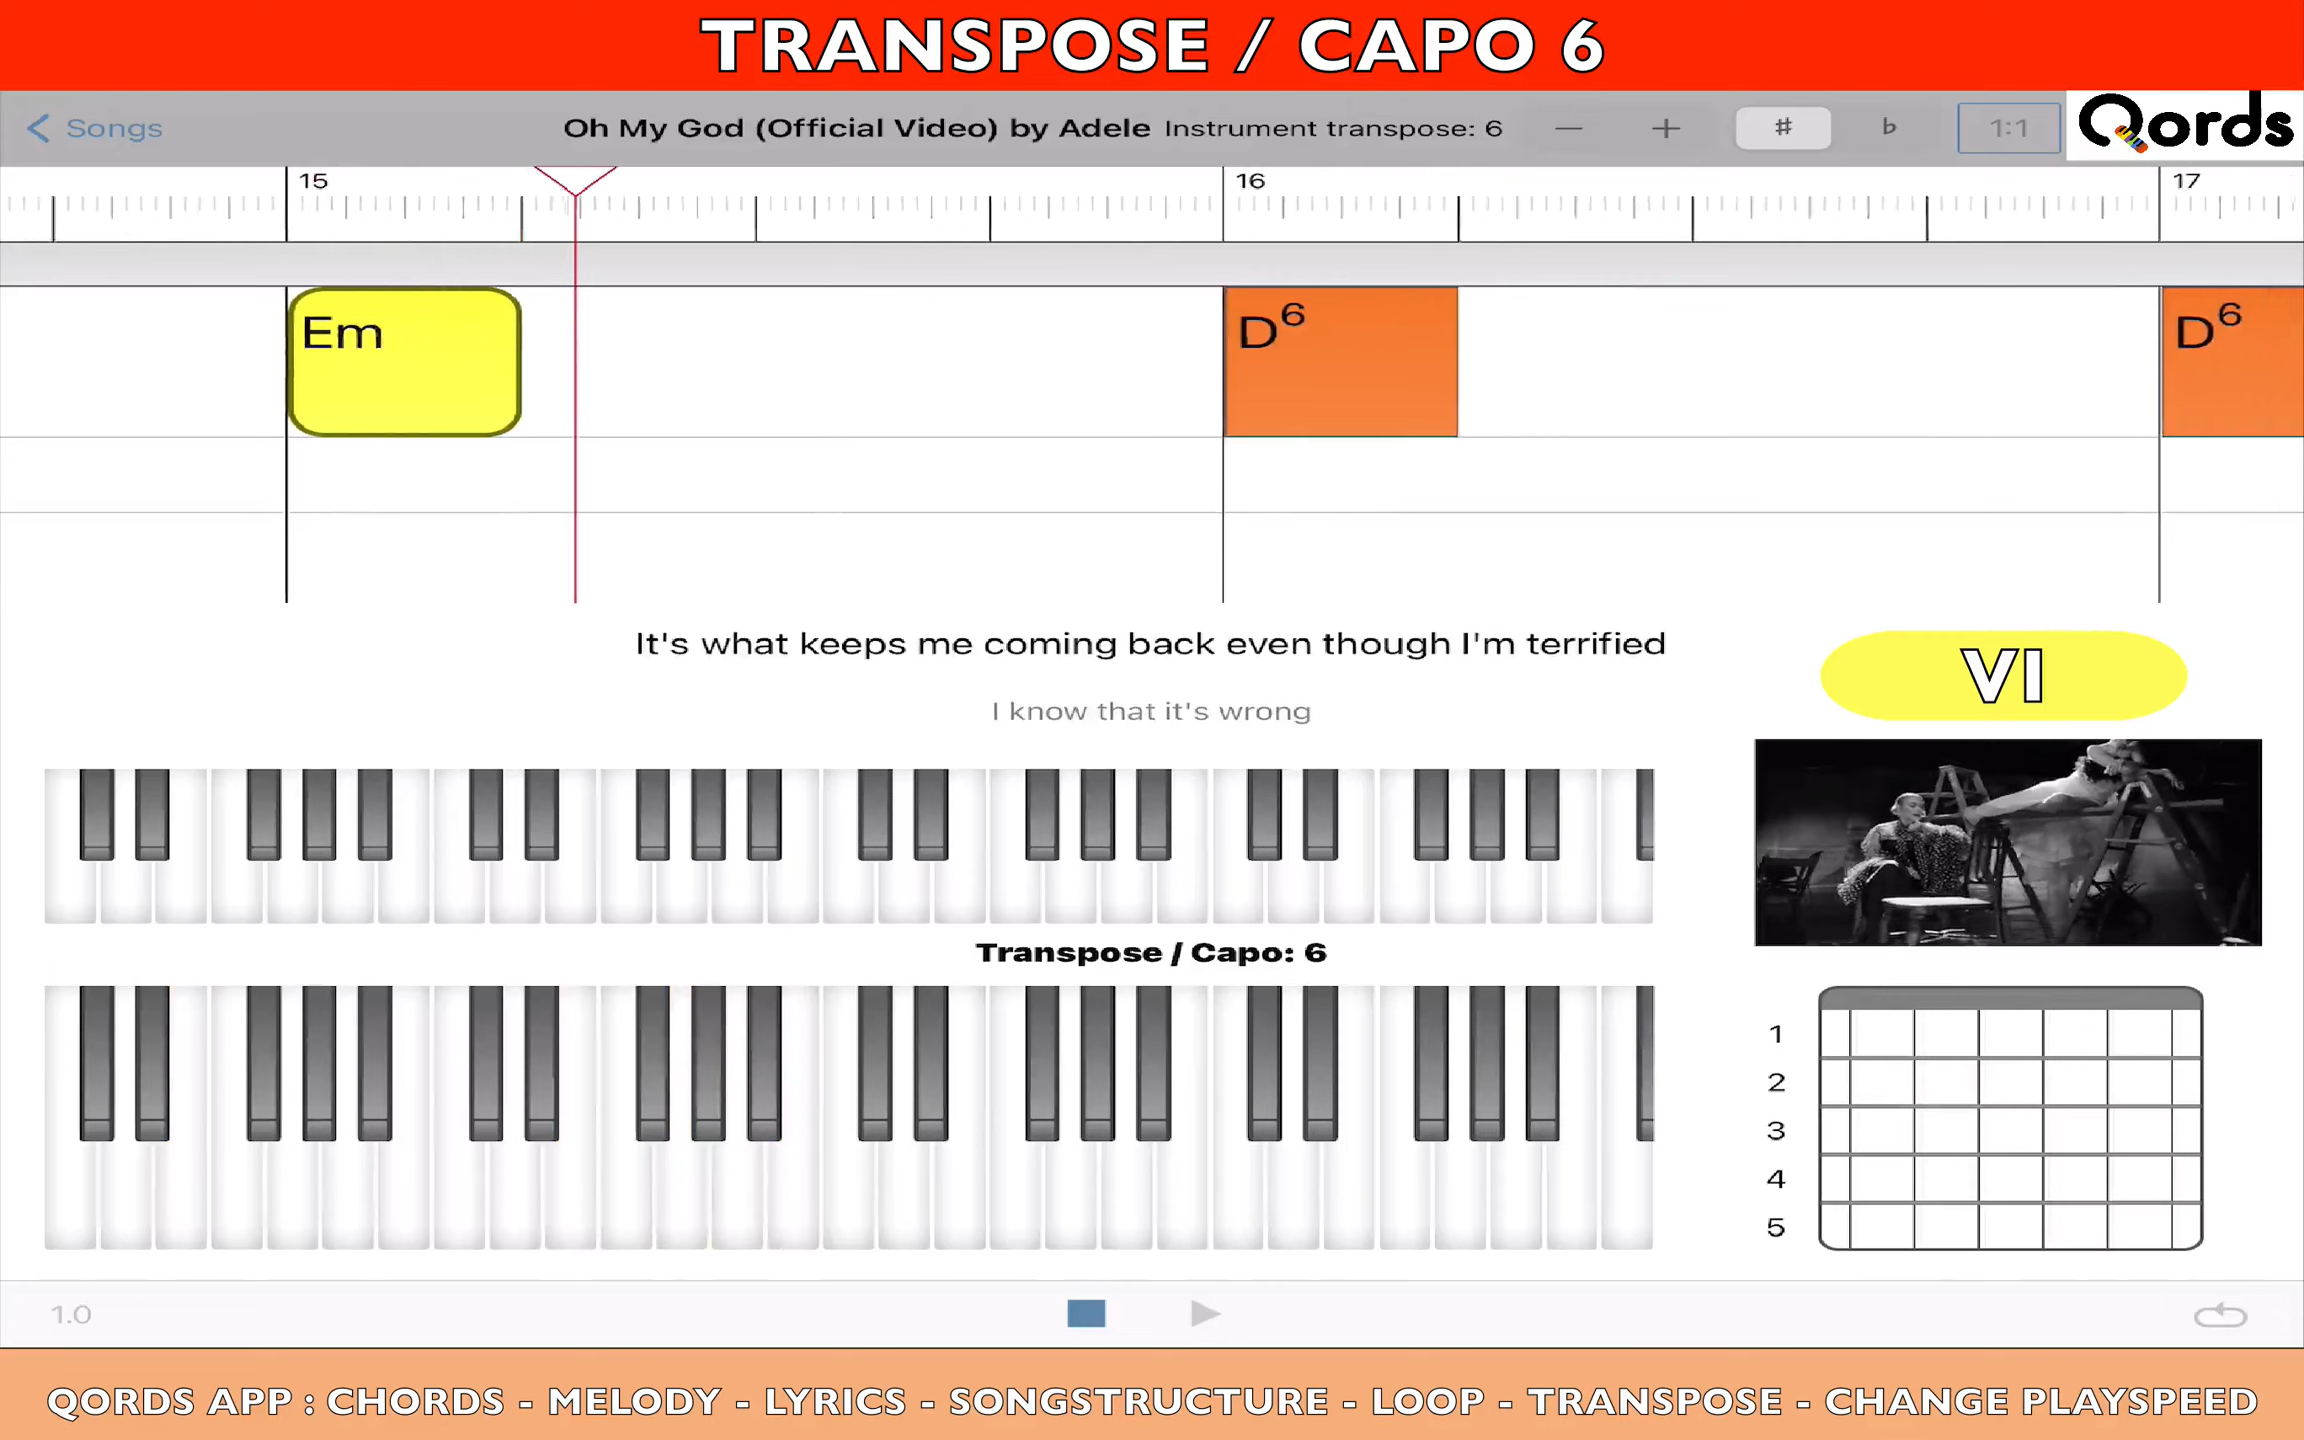 TRANSPOSE / CAPO 6
Songs
Oh My God (Official Video) by Adele Instrument transpose: 6 — + ♯ ♭ 1:1
Qords
15 16 17
Em D⁶ D⁶
It's what keeps me coming back even though I'm terrified
VI
I know that it's wrong
Transpose / Capo: 6
1
2
3
4
5
1.0
QORDS APP : CHORDS - MELODY - LYRICS - SONGSTRUCTURE - LOOP - TRANSPOSE - CHANGE PLAYSPEED